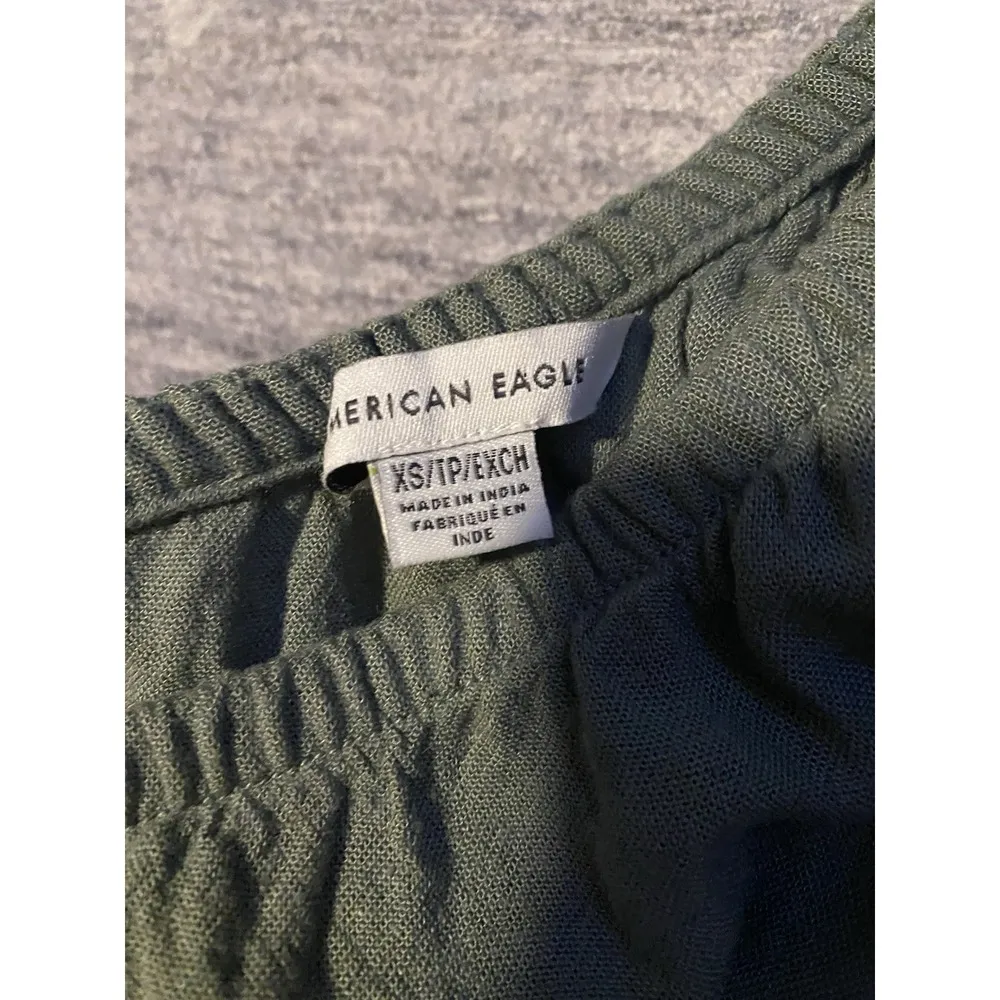 MERICAN EAGLE
XS/TP/EXCH
MADE IN INDIA
FABRIQUÉ EN
INDE